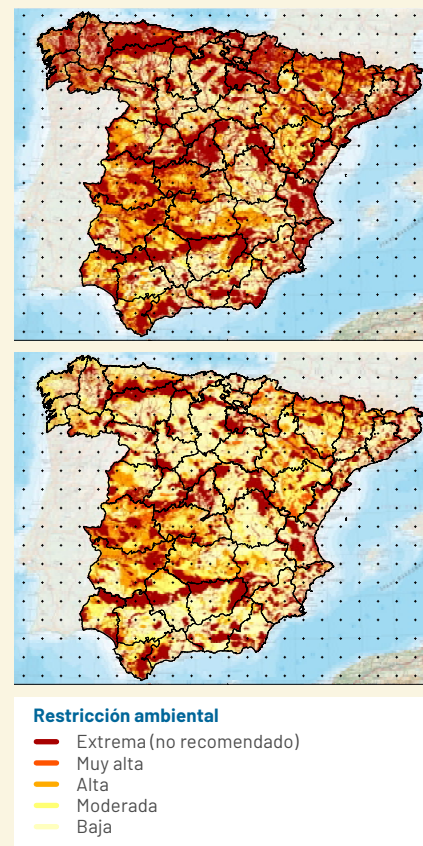 Restricción ambiental
Extrema (no recomendado)
Muy alta
Alta
Moderada
Baja